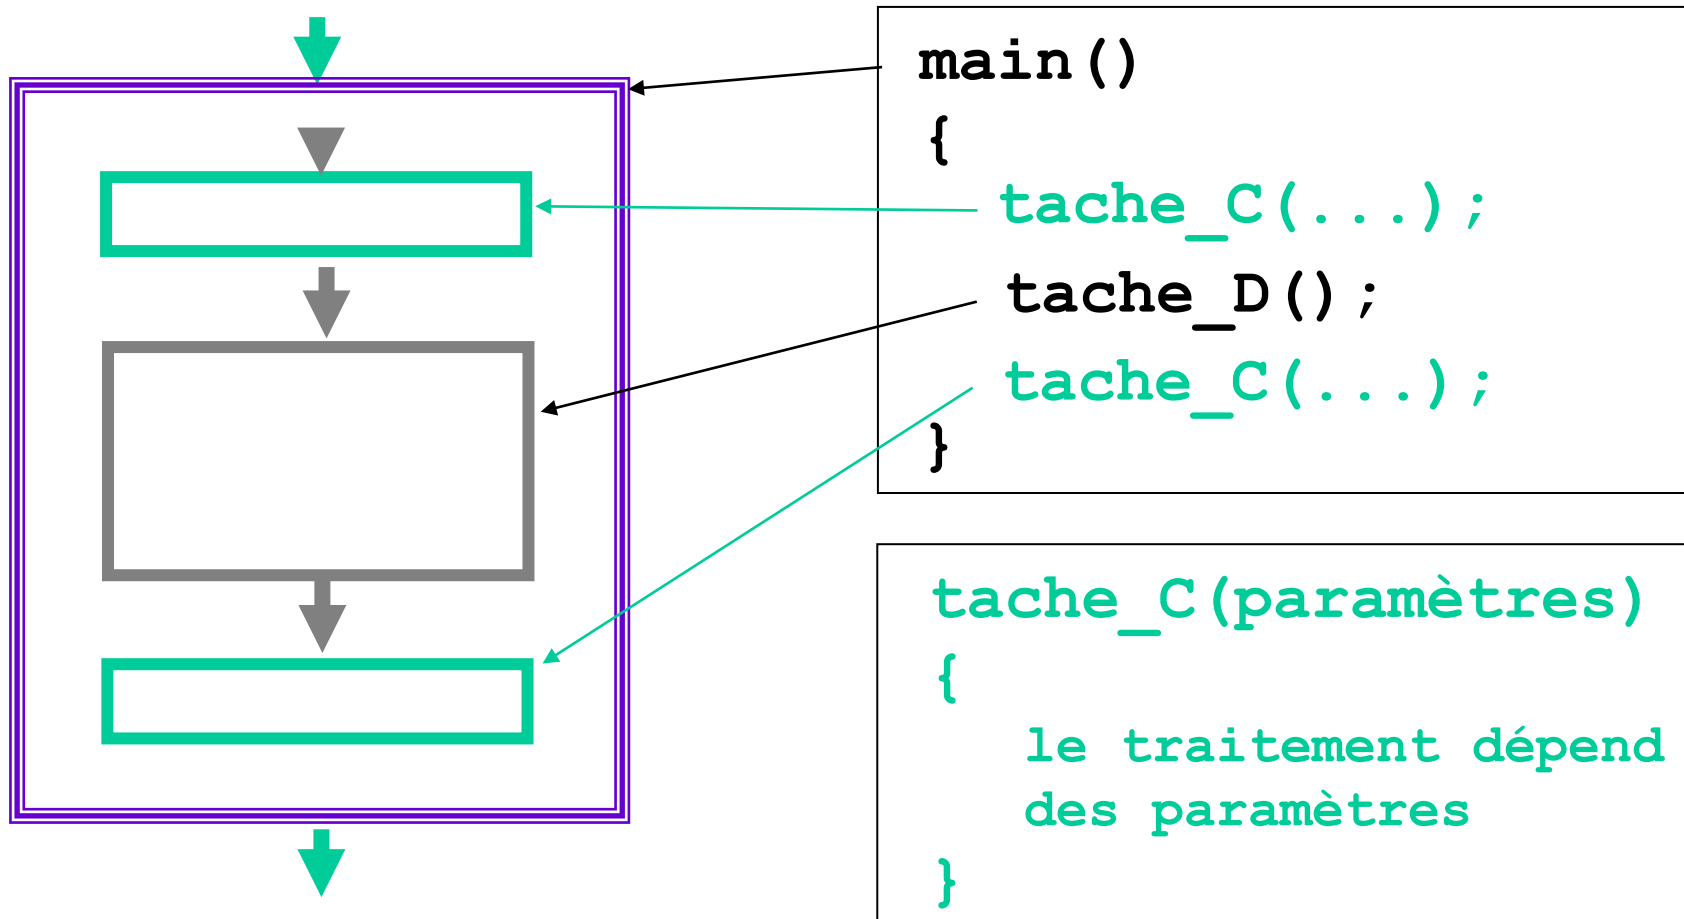 main()
{
tache_C(...);
tache_D();
tache_C(...);
}
tache_C(paramètres)
{
le traitement dépend
des paramètres
}